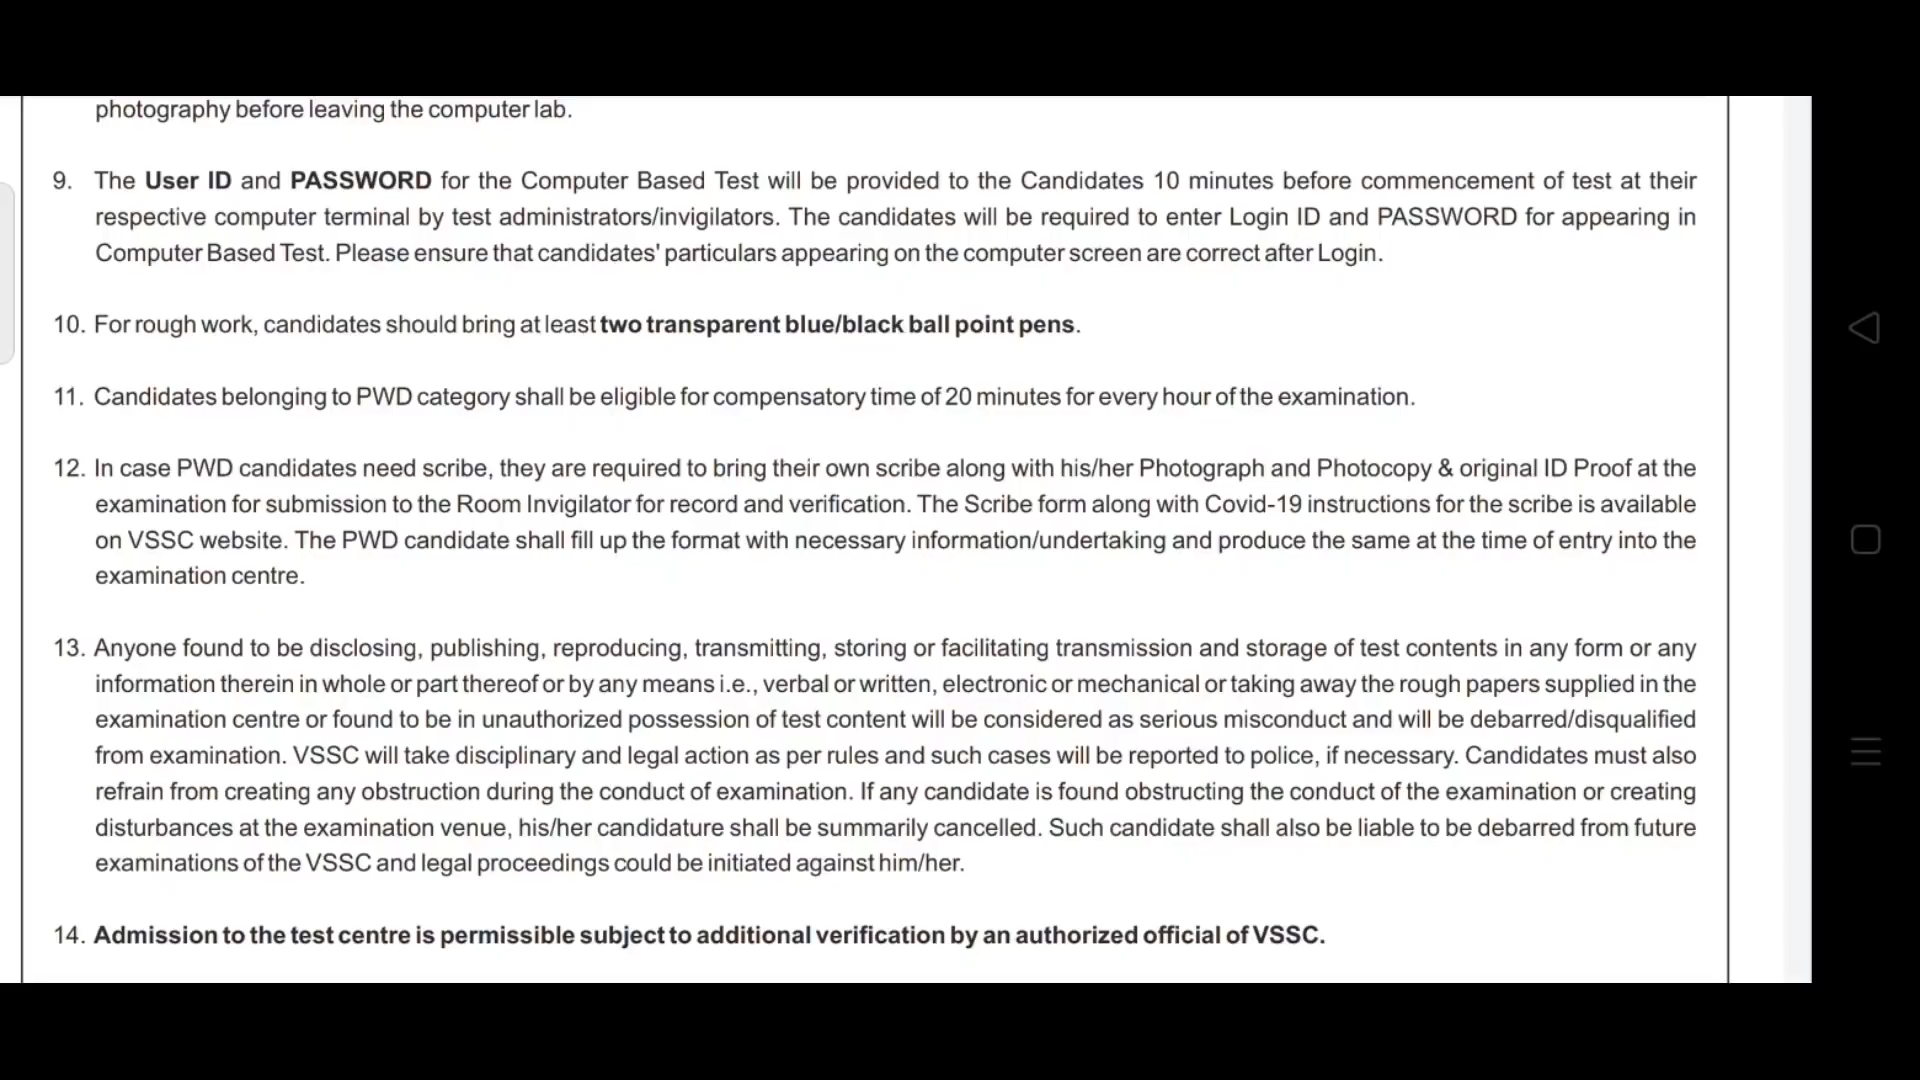 photography before leaving the computer lab.
9. The User ID and PASSWORD for the Computer Based Test will be provided to the Candidates 10 minutes before commencement of test at their
respective computer terminal by test administrators/invigilators. The candidates will be required to enter Login ID and PASSWORD for appearing in
Computer Based Test. Please ensure that candidates' particulars appearing on the computer screen are correct after Login.
10. For rough work, candidates should bring at least two transparent blue/black ball point pens.
11. Candidates belonging to PWD category shall be eligible for compensatory time of 20 minutes for every hour of the examination.
12. In case PWD candidates need scribe, they are required to bring their own scribe along with his/her Photograph and Photocopy & original ID Proof at the
examination for submission to the Room Invigilator for record and verification. The Scribe form along with Covid-19 instructions for the scribe is available
on VSSC website. The PWD candidate shall fill up the format with necessary information/undertaking and produce the same at the time of entry into the
examination centre.
13. Anyone found to be disclosing, publishing, reproducing, transmitting, storing or facilitating transmission and storage of test contents in any form or any
information therein in whole or part thereof or by any means i.e., verbal or written, electronic or mechanical or taking away the rough papers supplied in the
examination centre or found to be in unauthorized possession of test content will be considered as serious misconduct and will be debarred/disqualified
from examination. VSSC will take disciplinary and legal action as per rules and such cases will be reported to police, if necessary. Candidates must also
refrain from creating any obstruction during the conduct of examination. If any candidate is found obstructing the conduct of the examination or creating
disturbances at the examination venue, his/her candidature shall be summarily cancelled. Such candidate shall also be liable to be debarred from future
examinations of the VSSC and legal proceedings could be initiated against him/her.
14. Admission to the test centre is permissible subject to additional verification by an authorized official of VSSC.